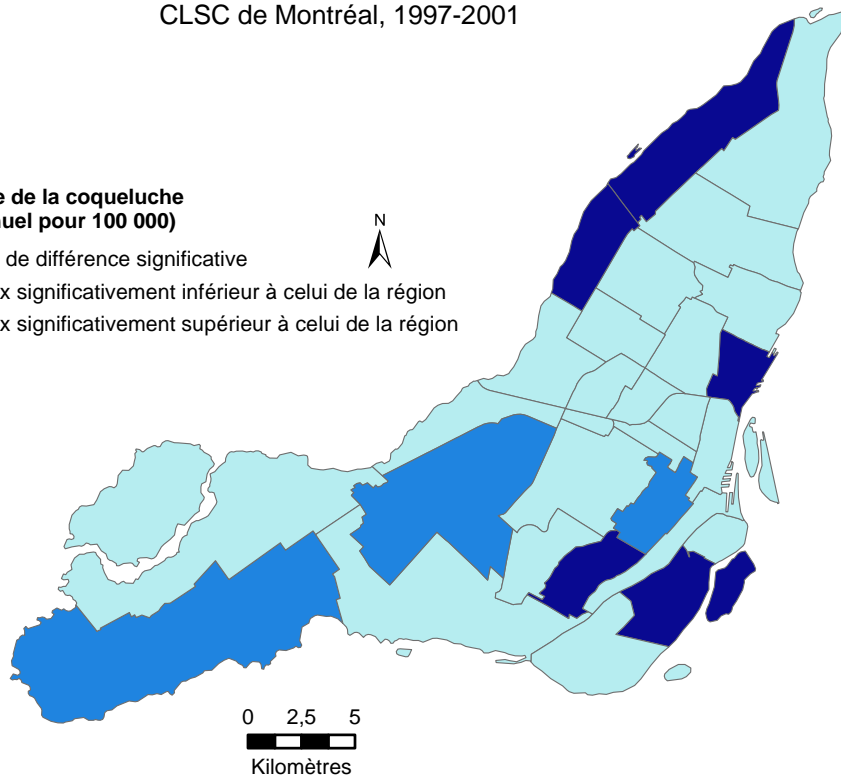 CLSC de Montréal, 1997-2001
de la coqueluche
pour 100 000)
N
de différence significative
significativement inférieur à celui de la région
significativement supérieur à celui de la région
0 2,5 5
Kilomètres